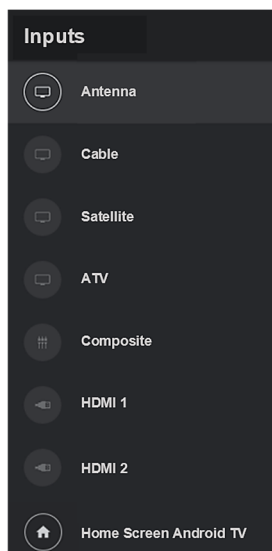 Inputs
Antenna
Cable
Satellite
ATV
Composite
HDMI 1
HDMI 2
Home Screen Android TV